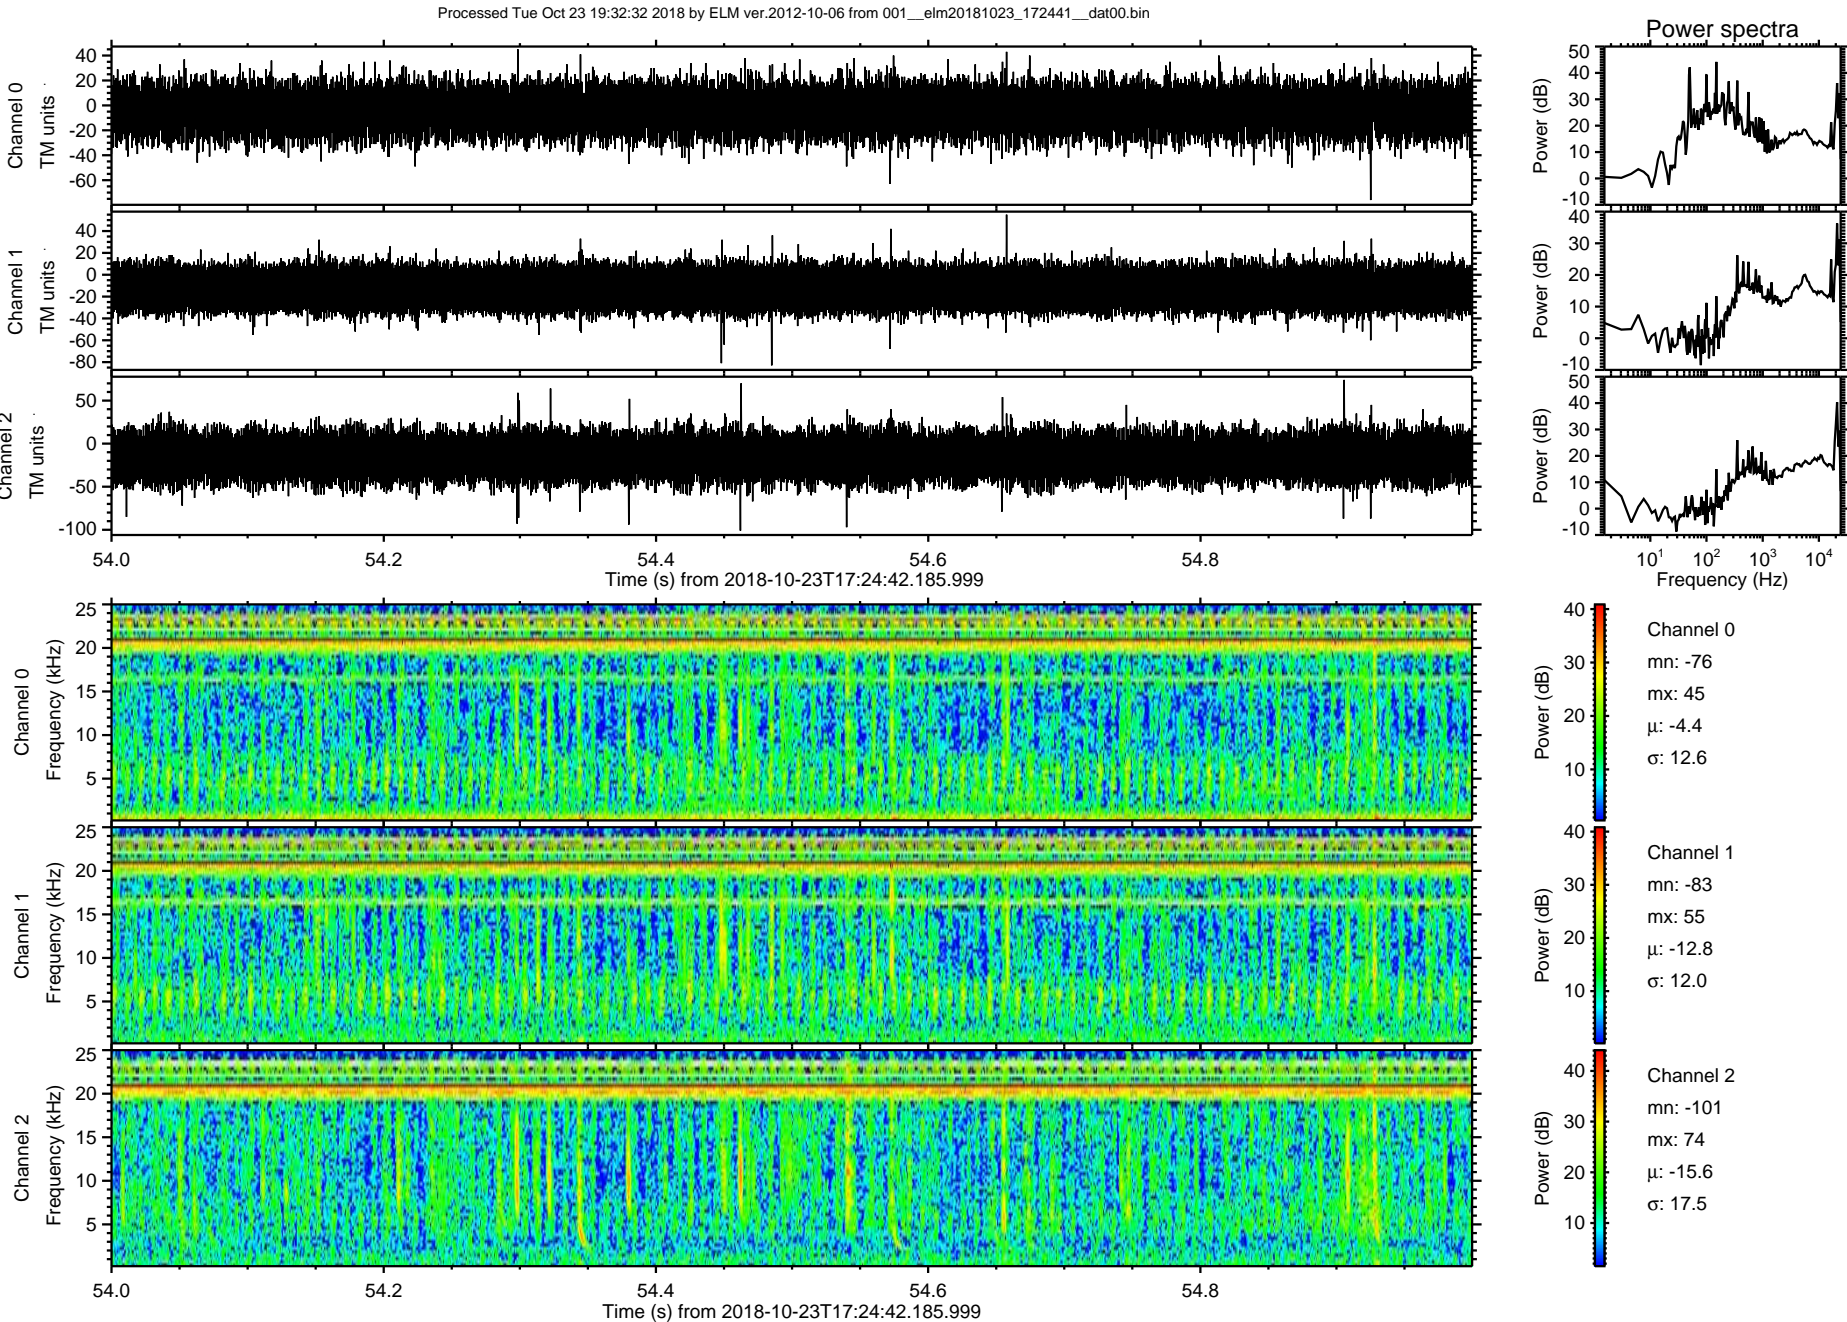 Processed Tue Oct 23 19:32:32 2018 by ELM ver.2012-10-06 from 001__elm20181023_172441__dat00.bin
Power spectra
Channel 0
TM units
40
20
0
-20
-40
-60
Power (dB)
50
40
30
20
10
0
-10
Channel 1
TM units
40
20
0
-20
-40
-60
-80
Power (dB)
40
30
20
10
0
-10
Channel 2
TM units
50
0
-50
-100
Power (dB)
50
40
30
20
10
0
-10
54.0 54.2 54.4 54.6 54.8
Time (s) from 2018-10-23T17:24:42.185.999
10¹ 10² 10³ 10⁴
Frequency (Hz)
Channel 0
Frequency (kHz)
25
20
15
10
5
Power (dB)
40
30
20
10
Channel 0
mn: -76
mx: 45
μ: -4.4
σ: 12.6
Channel 1
Frequency (kHz)
25
20
15
10
5
Power (dB)
40
30
20
10
Channel 1
mn: -83
mx: 55
μ: -12.8
σ: 12.0
Channel 2
Frequency (kHz)
25
20
15
10
5
Power (dB)
40
30
20
10
Channel 2
mn: -101
mx: 74
μ: -15.6
σ: 17.5
54.0 54.2 54.4 54.6 54.8
Time (s) from 2018-10-23T17:24:42.185.999